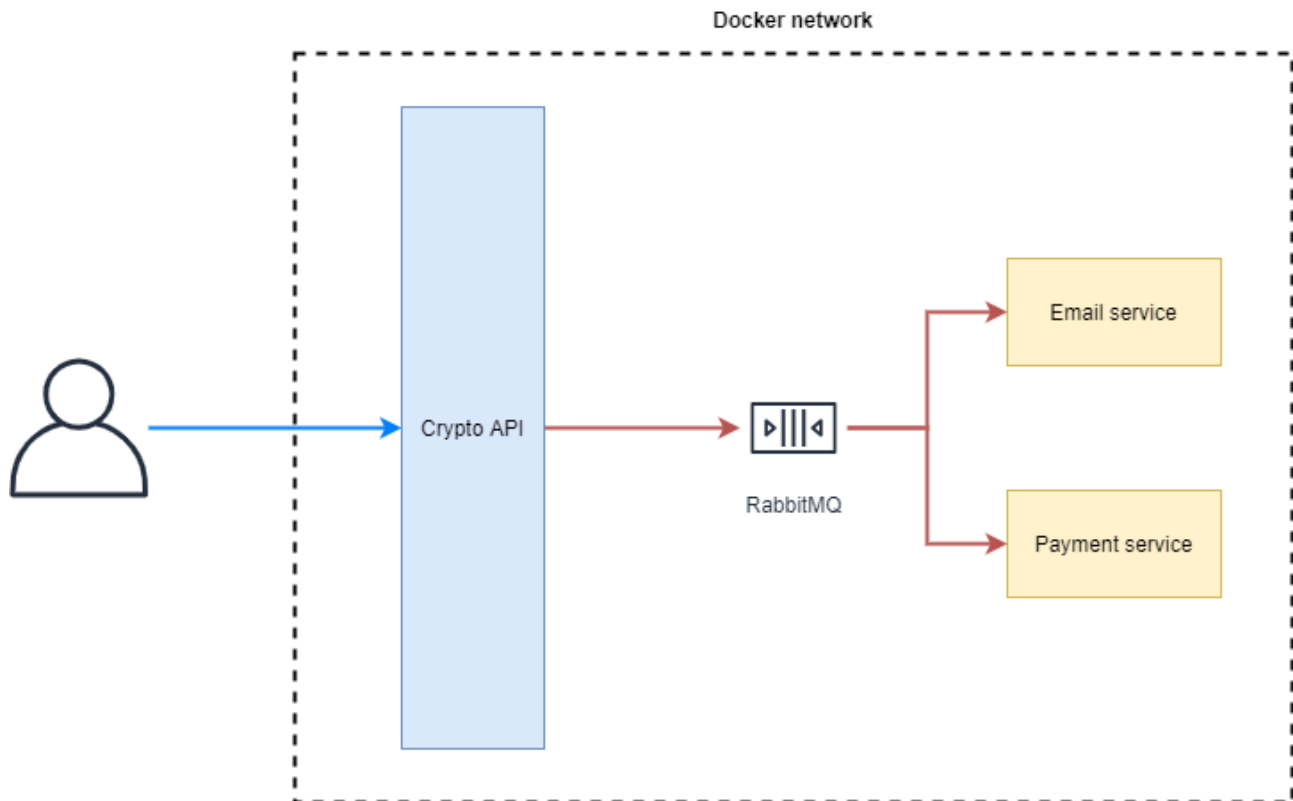 Docker network
Email service
Crypto API
RabbitMQ
Payment service